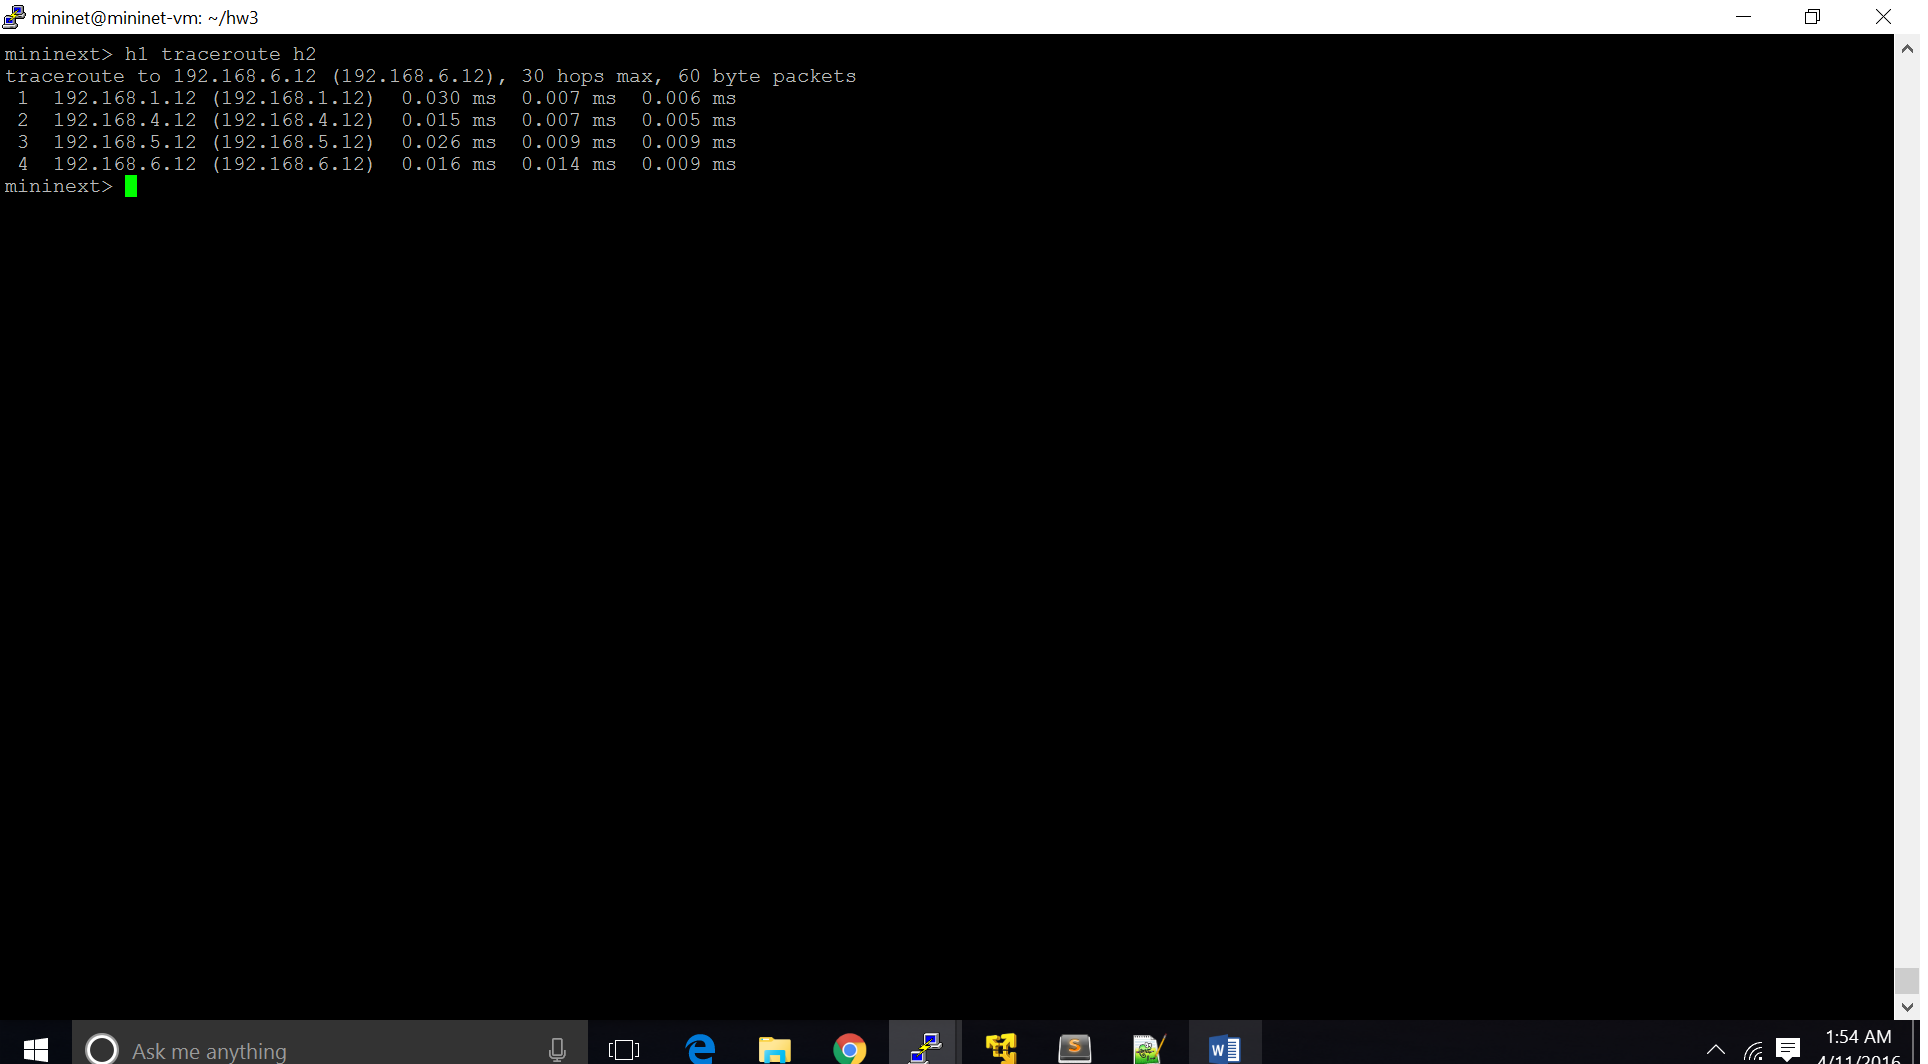 mininet@mininet-vm: ~/hw3
mininext> h1 traceroute h2
traceroute to 192.168.6.12 (192.168.6.12), 30 hops max, 60 byte packets
1  192.168.1.12 (192.168.1.12)  0.030 ms  0.007 ms  0.006 ms
2  192.168.4.12 (192.168.4.12)  0.015 ms  0.007 ms  0.005 ms
3  192.168.5.12 (192.168.5.12)  0.026 ms  0.009 ms  0.009 ms
4  192.168.6.12 (192.168.6.12)  0.016 ms  0.014 ms  0.009 ms
mininext>
Ask me anything
1:54 AM
4/11/2016